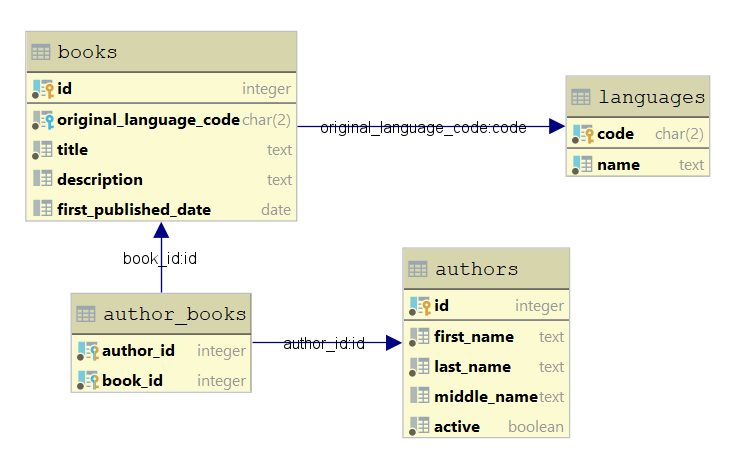 books
id integer
original_language_code char(2)
title text
description text
first_published_date date
original_language_code:code
languages
code char(2)
name text
book_id:id
author_books
author_id integer
book_id integer
author_id:id
authors
id integer
first_name text
last_name text
middle_name text
active boolean